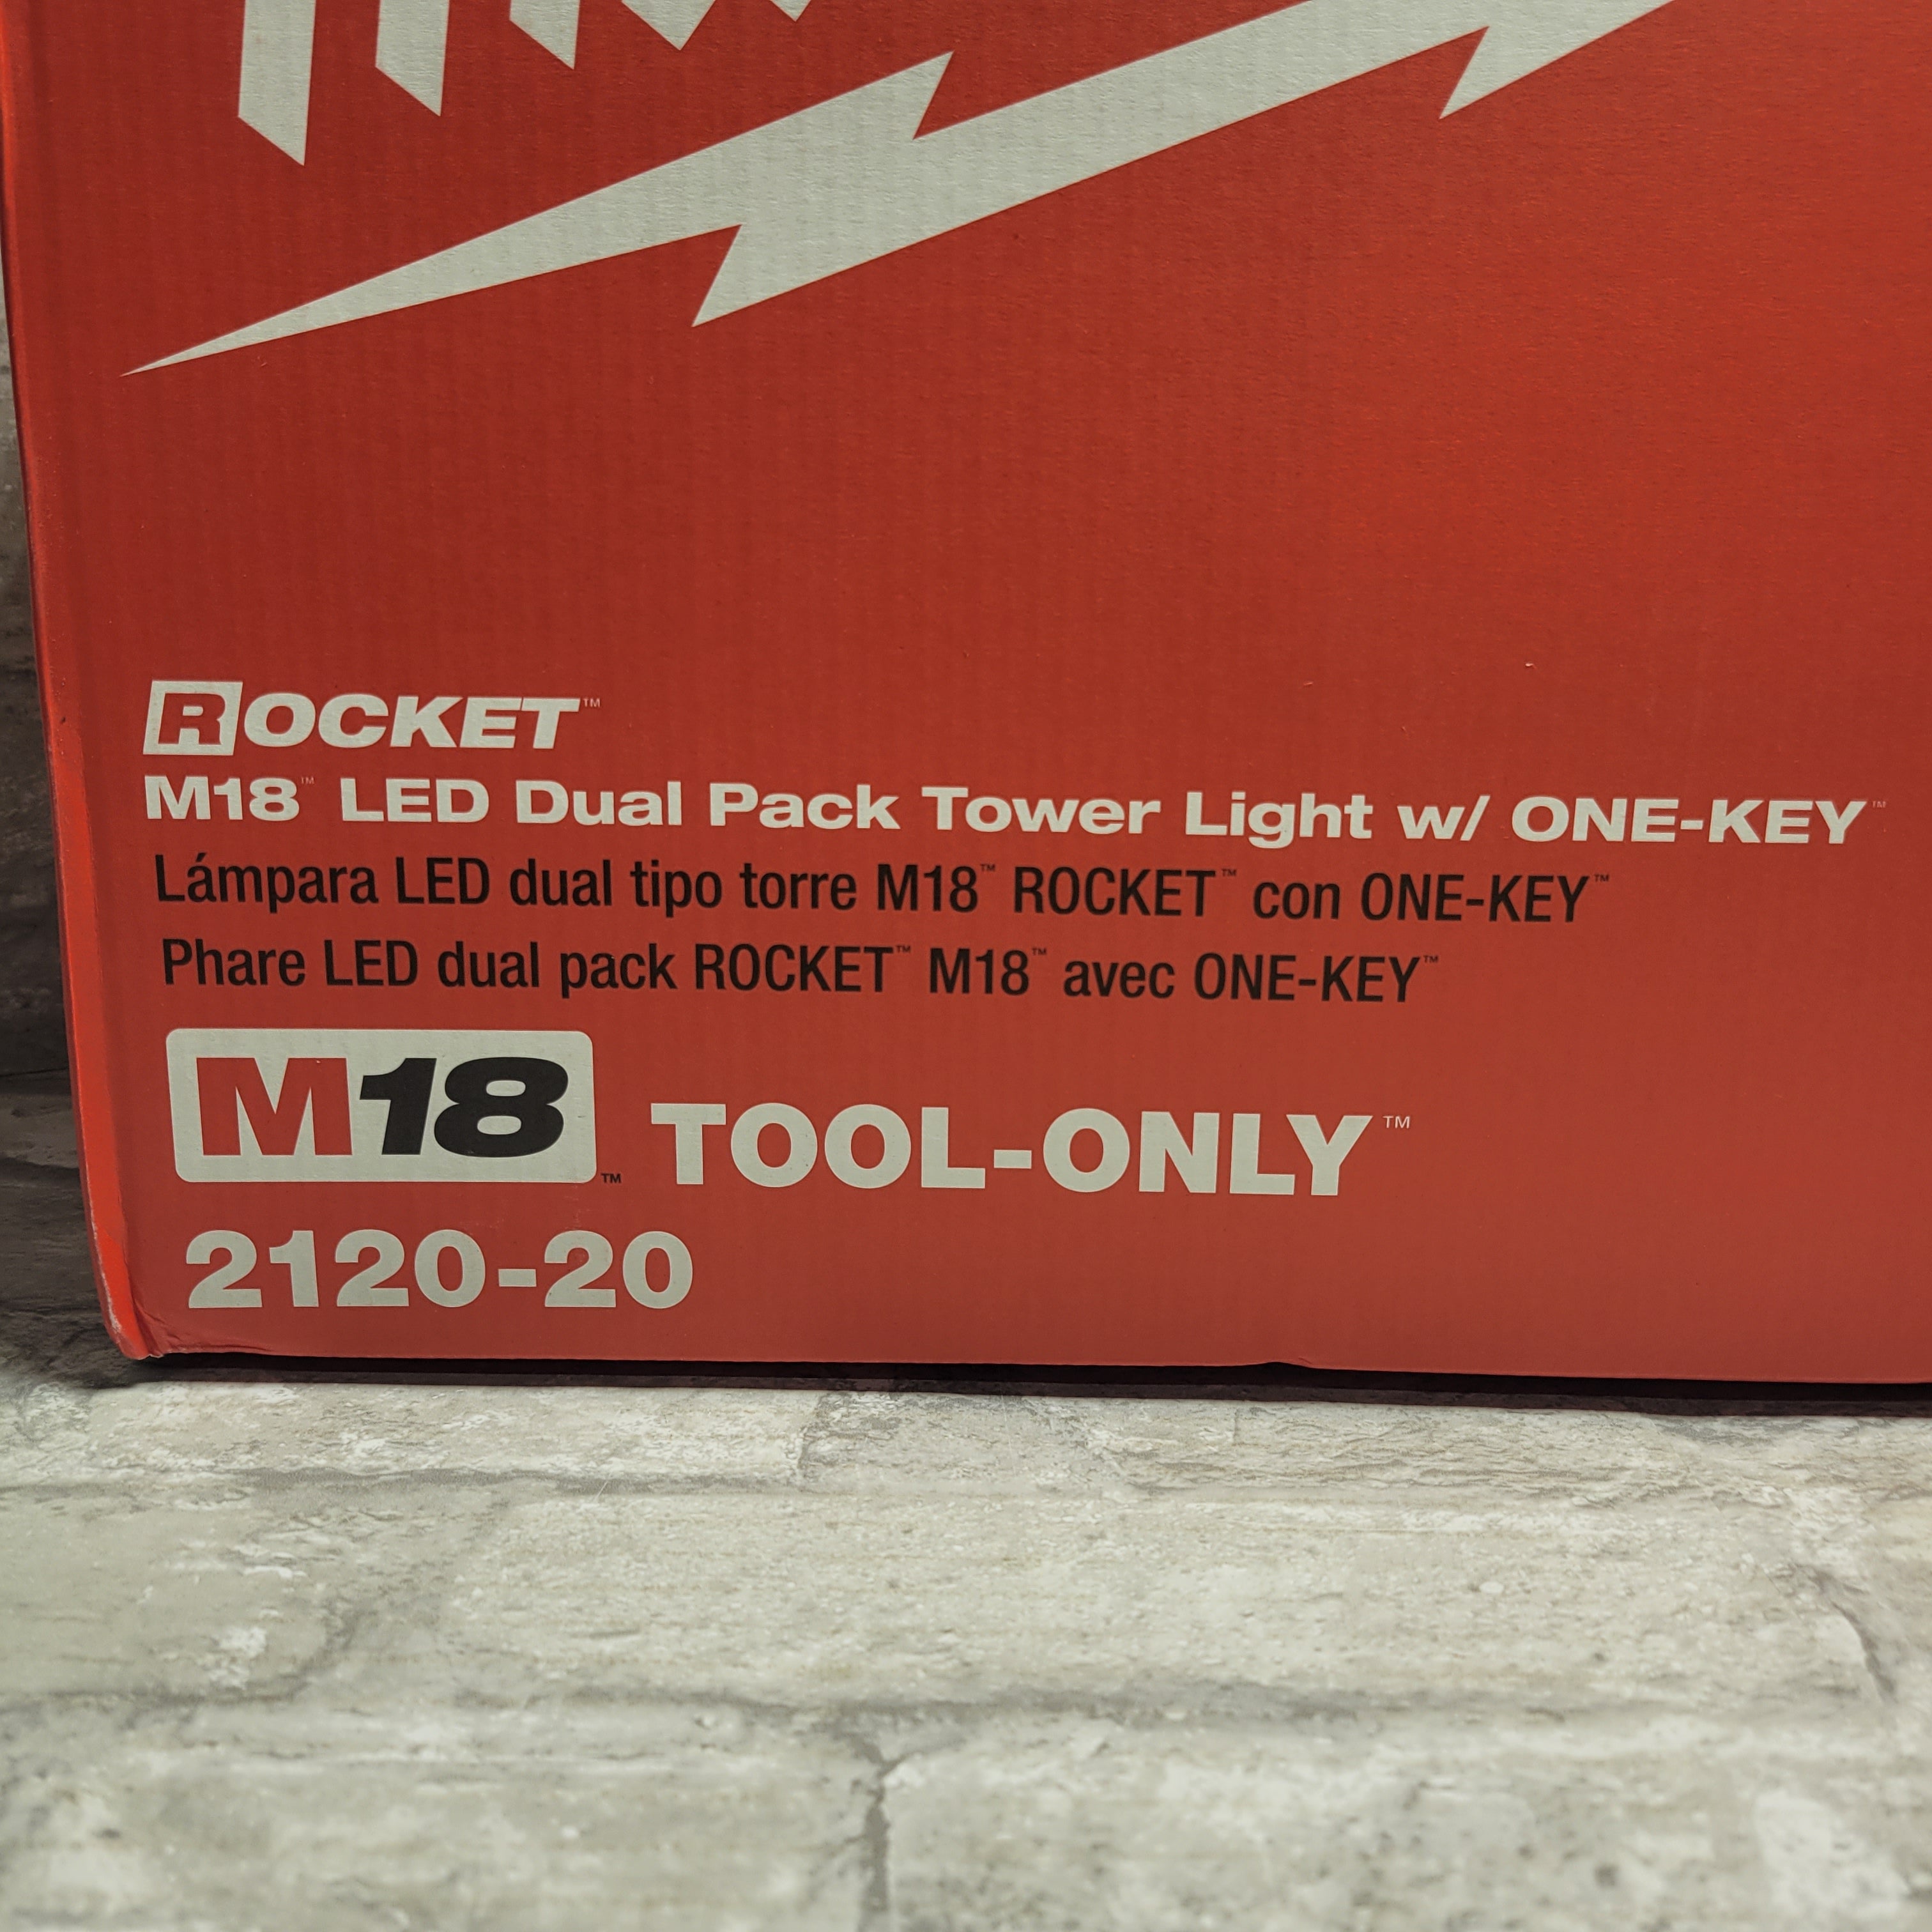 ROCKET™
M18™ LED Dual Pack Tower Light w/ ONE-KEY™
Lámpara LED dual tipo torre M18™ ROCKET™ con ONE-KEY™
Phare LED dual pack ROCKET™ M18™ avec ONE-KEY™
M18™ TOOL-ONLY™
2120-20